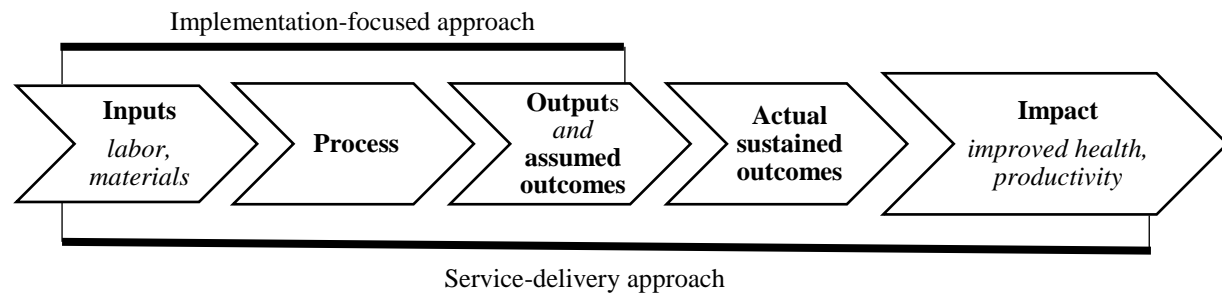 Implementation-focused approach
Inputs
labor,
materials
Process
Outputs
and
assumed
outcomes
Actual
sustained
outcomes
Impact
improved health,
productivity
Service-delivery approach